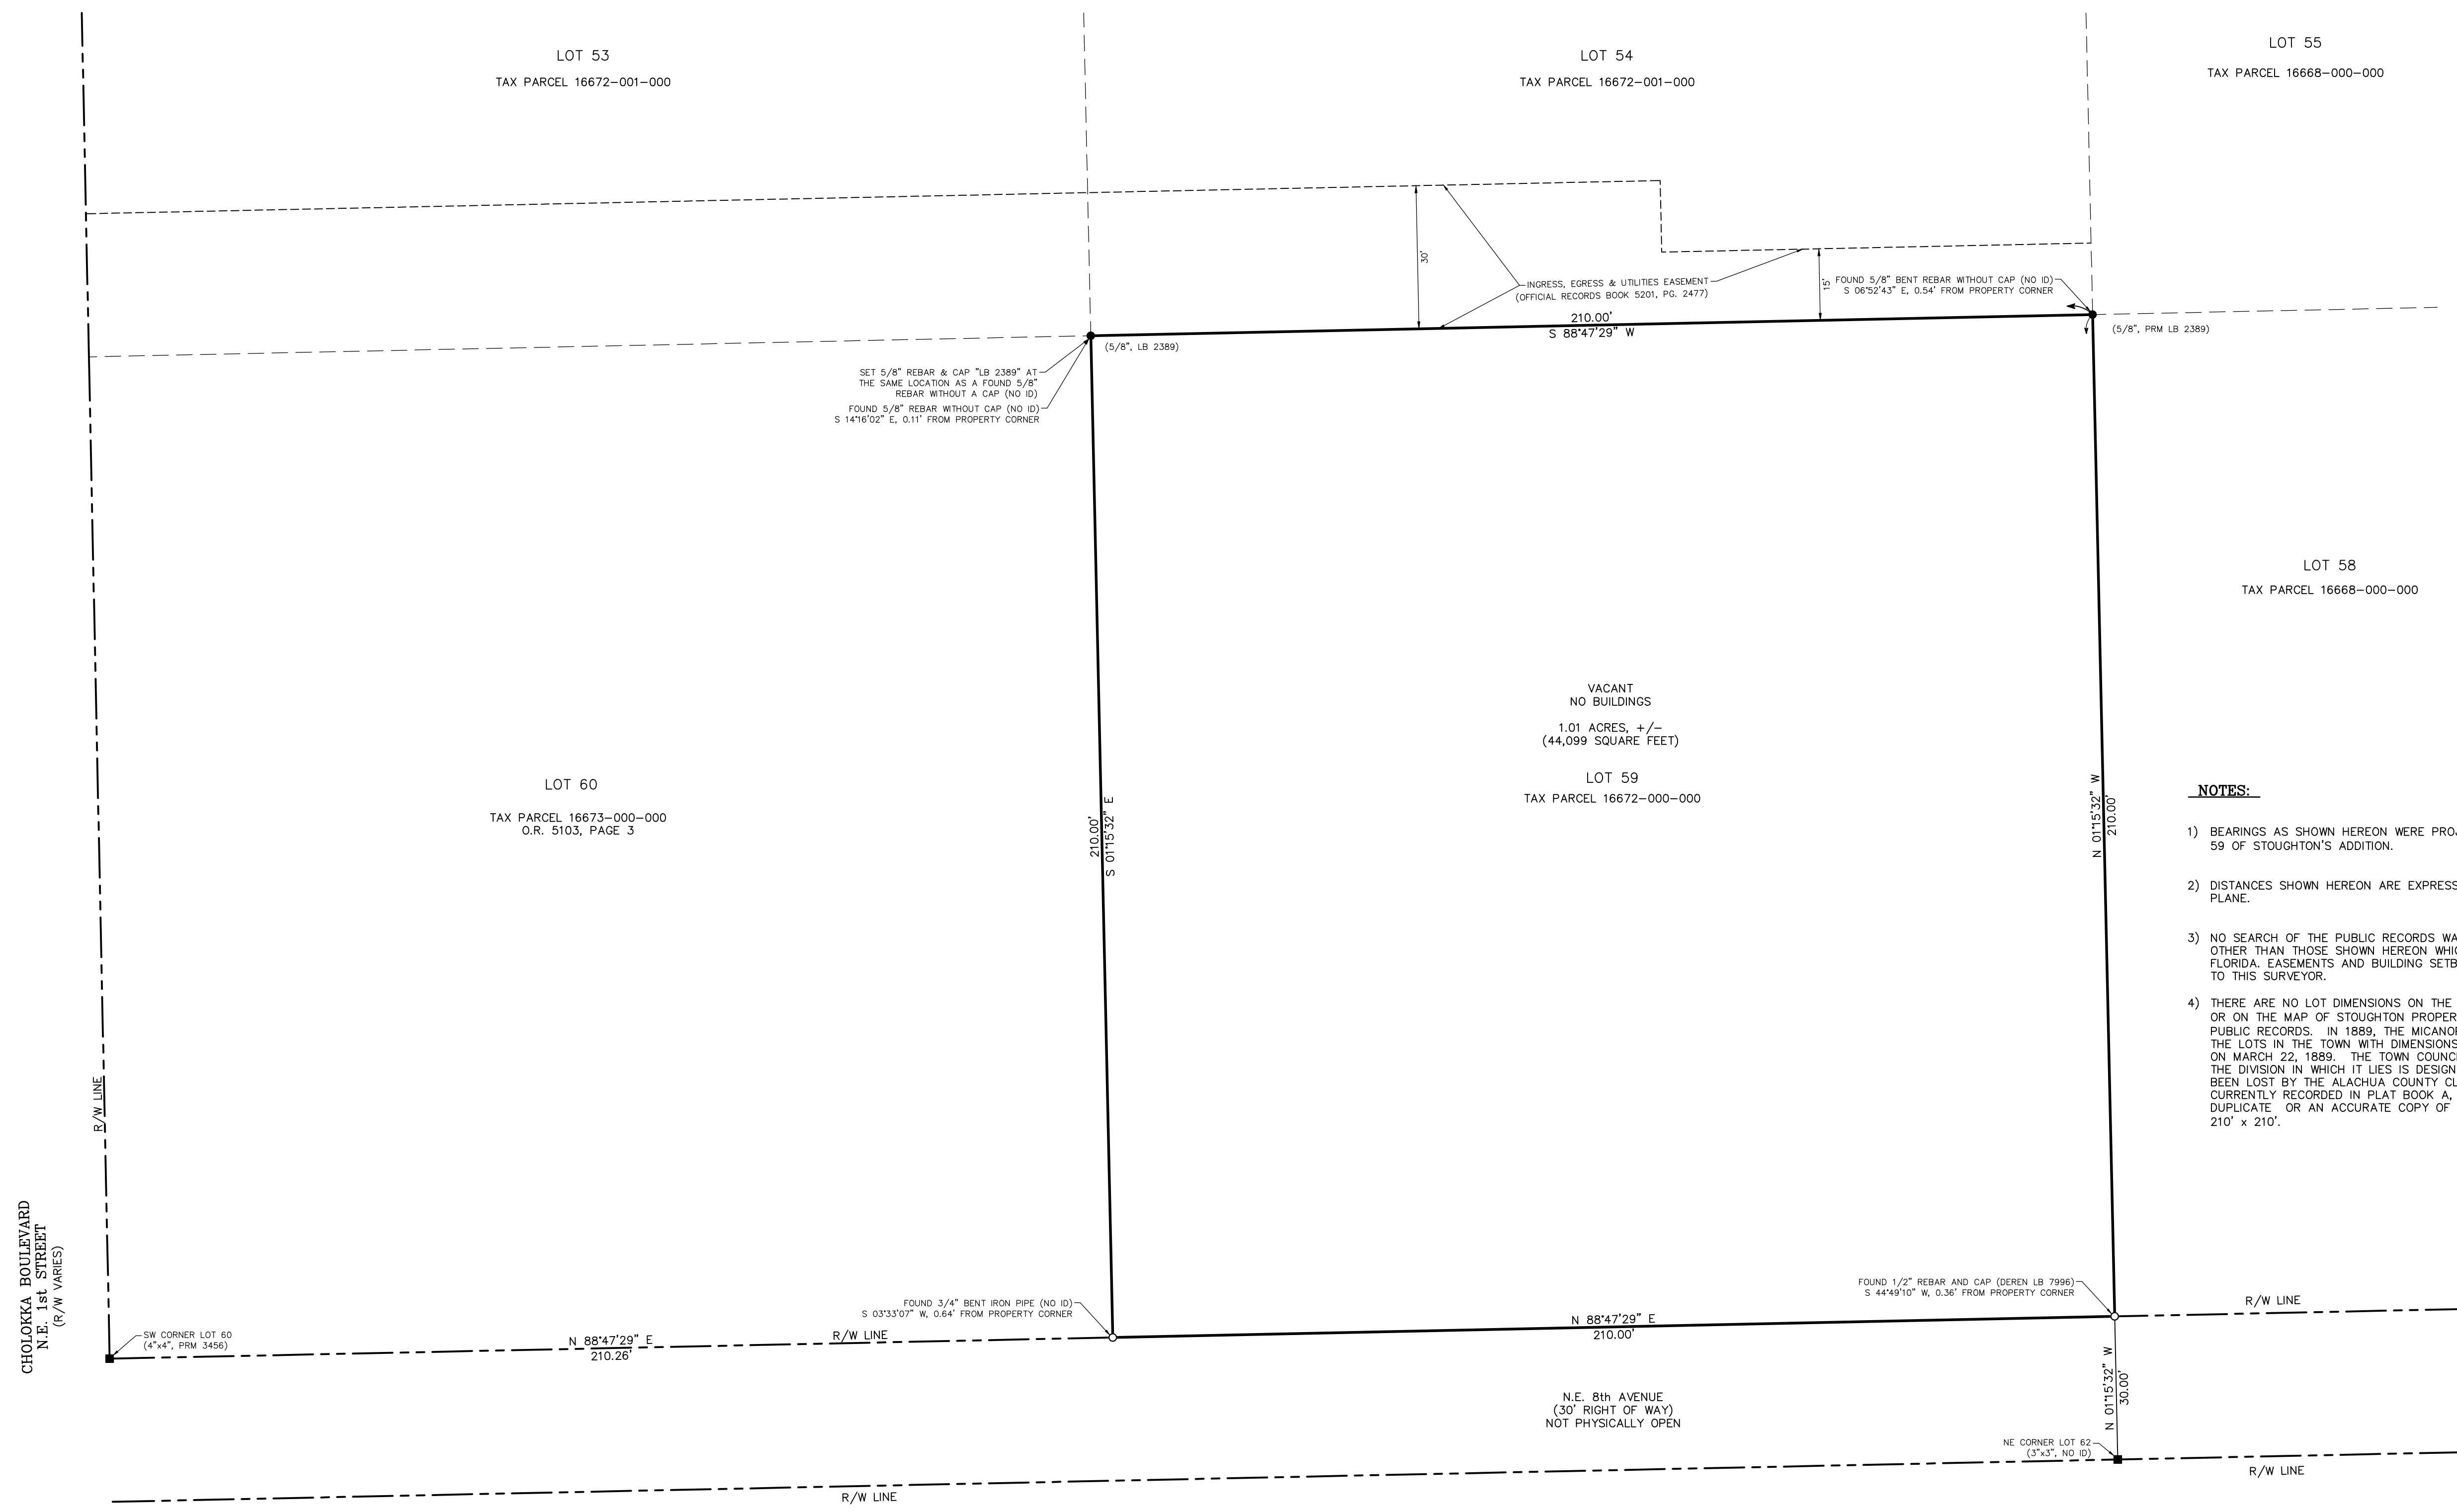 LOT 53
TAX PARCEL 16672-001-000
LOT 54
TAX PARCEL 16672-001-000
LOT 55
TAX PARCEL 16668-000-000
30'
INGRESS, EGRESS & UTILITIES EASEMENT
(OFFICIAL RECORDS BOOK 5201, PG. 2477)
15'
FOUND 5/8" BENT REBAR WITHOUT CAP (NO ID)
S 06°52'43" E, 0.54' FROM PROPERTY CORNER
(5/8", PRM LB 2389)
210.00'
S 88°47'29" W
(5/8", LB 2389)
SET 5/8" REBAR & CAP "LB 2389" AT
THE SAME LOCATION AS A FOUND 5/8"
REBAR WITHOUT A CAP (NO ID)
FOUND 5/8" REBAR WITHOUT CAP (NO ID)
S 14°16'02" E, 0.11' FROM PROPERTY CORNER
LOT 58
TAX PARCEL 16668-000-000
VACANT
NO BUILDINGS
1.01 ACRES, +/-
(44,099 SQUARE FEET)
LOT 59
TAX PARCEL 16672-000-000
LOT 60
TAX PARCEL 16673-000-000
O.R. 5103, PAGE 3
210.00'
S 01°15'32" E
N 01°15'32" W
210.00'
NOTES:
1) BEARINGS AS SHOWN HEREON WERE PROJ
59 OF STOUGHTON'S ADDITION.
2) DISTANCES SHOWN HEREON ARE EXPRESS
PLANE.
3) NO SEARCH OF THE PUBLIC RECORDS WA
OTHER THAN THOSE SHOWN HEREON WHIC
FLORIDA. EASEMENTS AND BUILDING SETB
TO THIS SURVEYOR.
4) THERE ARE NO LOT DIMENSIONS ON THE
OR ON THE MAP OF STOUGHTON PROPER
PUBLIC RECORDS. IN 1889, THE MICANOP
THE LOTS IN THE TOWN WITH DIMENSIONS
ON MARCH 22, 1889. THE TOWN COUNC
THE DIVISION IN WHICH IT LIES IS DESIGN
BEEN LOST BY THE ALACHUA COUNTY CL
CURRENTLY RECORDED IN PLAT BOOK A,
DUPLICATE OR AN ACCURATE COPY OF
210' x 210'.
R/W LINE
CHOLOKKA BOULEVARD
N.E. 1st STREET
(R/W VARIES)
SW CORNER LOT 60
(4"x4", PRM 3456)
N 88°47'29" E
210.26'
R/W LINE
FOUND 3/4" BENT IRON PIPE (NO ID)
S 03°33'07" W, 0.64' FROM PROPERTY CORNER
FOUND 1/2" REBAR AND CAP (DEREN LB 7996)
S 44°49'10" W, 0.36' FROM PROPERTY CORNER
N 88°47'29" E
210.00'
R/W LINE
N 01°15'32" W
30.00'
N.E. 8th AVENUE
(30' RIGHT OF WAY)
NOT PHYSICALLY OPEN
NE CORNER LOT 62
(3"x3", NO ID)
R/W LINE
R/W LINE